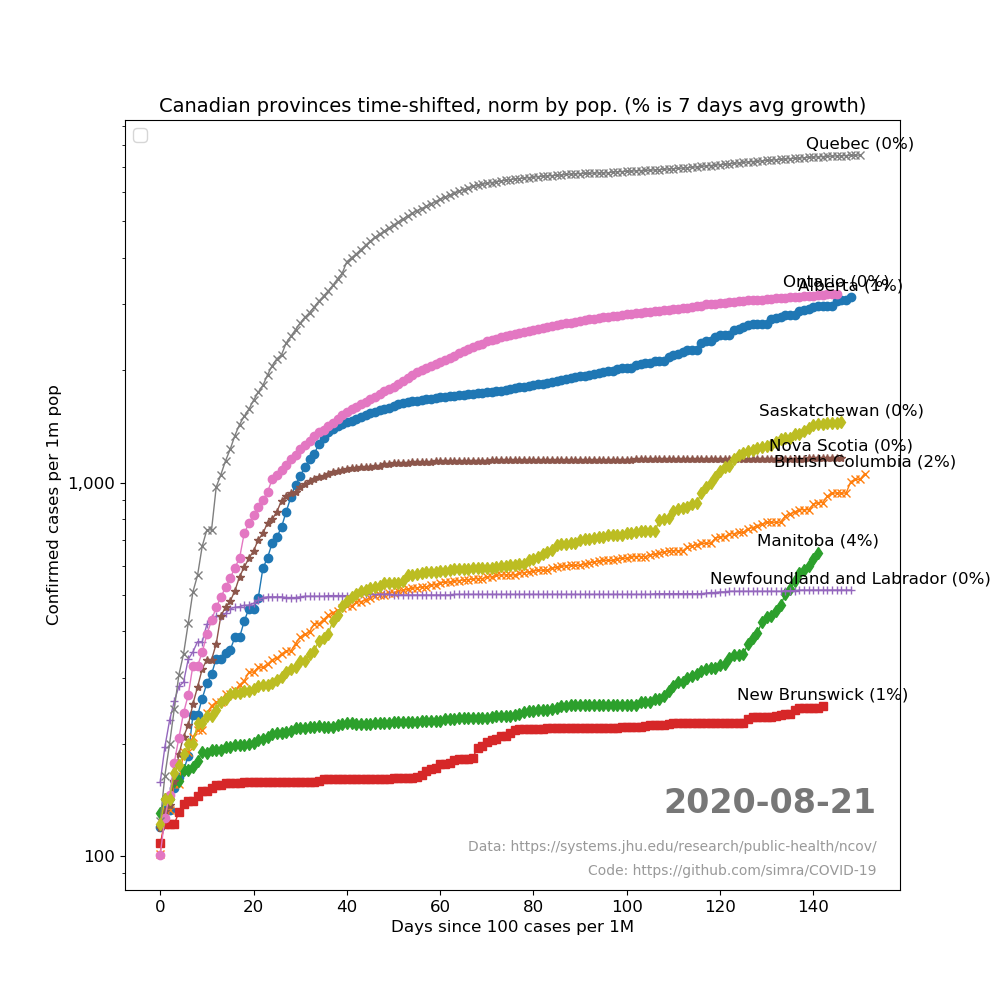 Canadian provinces time-shifted, norm by pop. (% is 7 days avg growth)
Quebec (0%)
Ontario (0%)
Alberta (1%)
Saskatchewan (0%)
Nova Scotia (0%)
British Columbia (2%)
Manitoba (4%)
Newfoundland and Labrador (0%)
New Brunswick (1%)
Confirmed cases per 1m pop
1,000
100
2020-08-21
Data: https://systems.jhu.edu/research/public-health/ncov/
Code: https://github.com/simra/COVID-19
0 20 40 60 80 100 120 140
Days since 100 cases per 1M